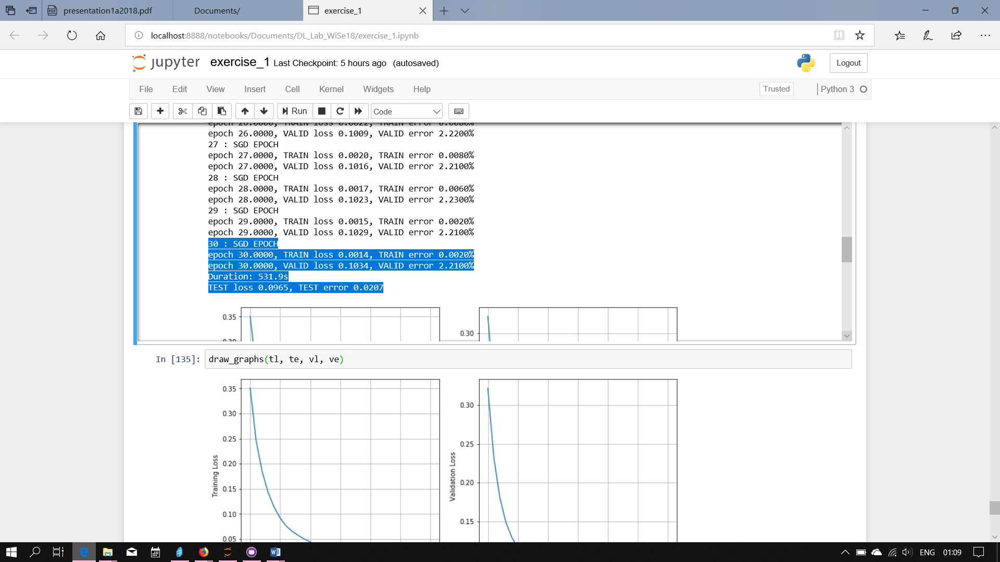 presentation1a2018.pdf
Documents/
exercise_1
localhost:8888/notebooks/Documents/DL_Lab_WiSe18/exercise_1.ipynb
jupyter exercise_1 Last Checkpoint: 5 hours ago (autosaved)
Logout
File Edit View Insert Cell Kernel Widgets Help
Trusted
Python 3
Run
Code
epoch 26.0000, TRAIN loss 0.0022, TRAIN error 0.0080%
epoch 26.0000, VALID loss 0.1009, VALID error 2.2200%
27 : SGD EPOCH
epoch 27.0000, TRAIN loss 0.0020, TRAIN error 0.0080%
epoch 27.0000, VALID loss 0.1016, VALID error 2.2100%
28 : SGD EPOCH
epoch 28.0000, TRAIN loss 0.0017, TRAIN error 0.0060%
epoch 28.0000, VALID loss 0.1023, VALID error 2.2300%
29 : SGD EPOCH
epoch 29.0000, TRAIN loss 0.0015, TRAIN error 0.0020%
epoch 29.0000, VALID loss 0.1029, VALID error 2.2100%
30 : SGD EPOCH
epoch 30.0000, TRAIN loss 0.0014, TRAIN error 0.0020%
epoch 30.0000, VALID loss 0.1034, VALID error 2.2100%
Duration: 531.9s
TEST loss 0.0965, TEST error 0.0207
0.35
0.30
0.30
In [135]: draw_graphs(tl, te, vl, ve)
0.35
0.30
0.25
0.20
0.15
0.10
0.05
Training Loss
0.30
0.25
0.20
0.15
Validation Loss
ENG 01:09